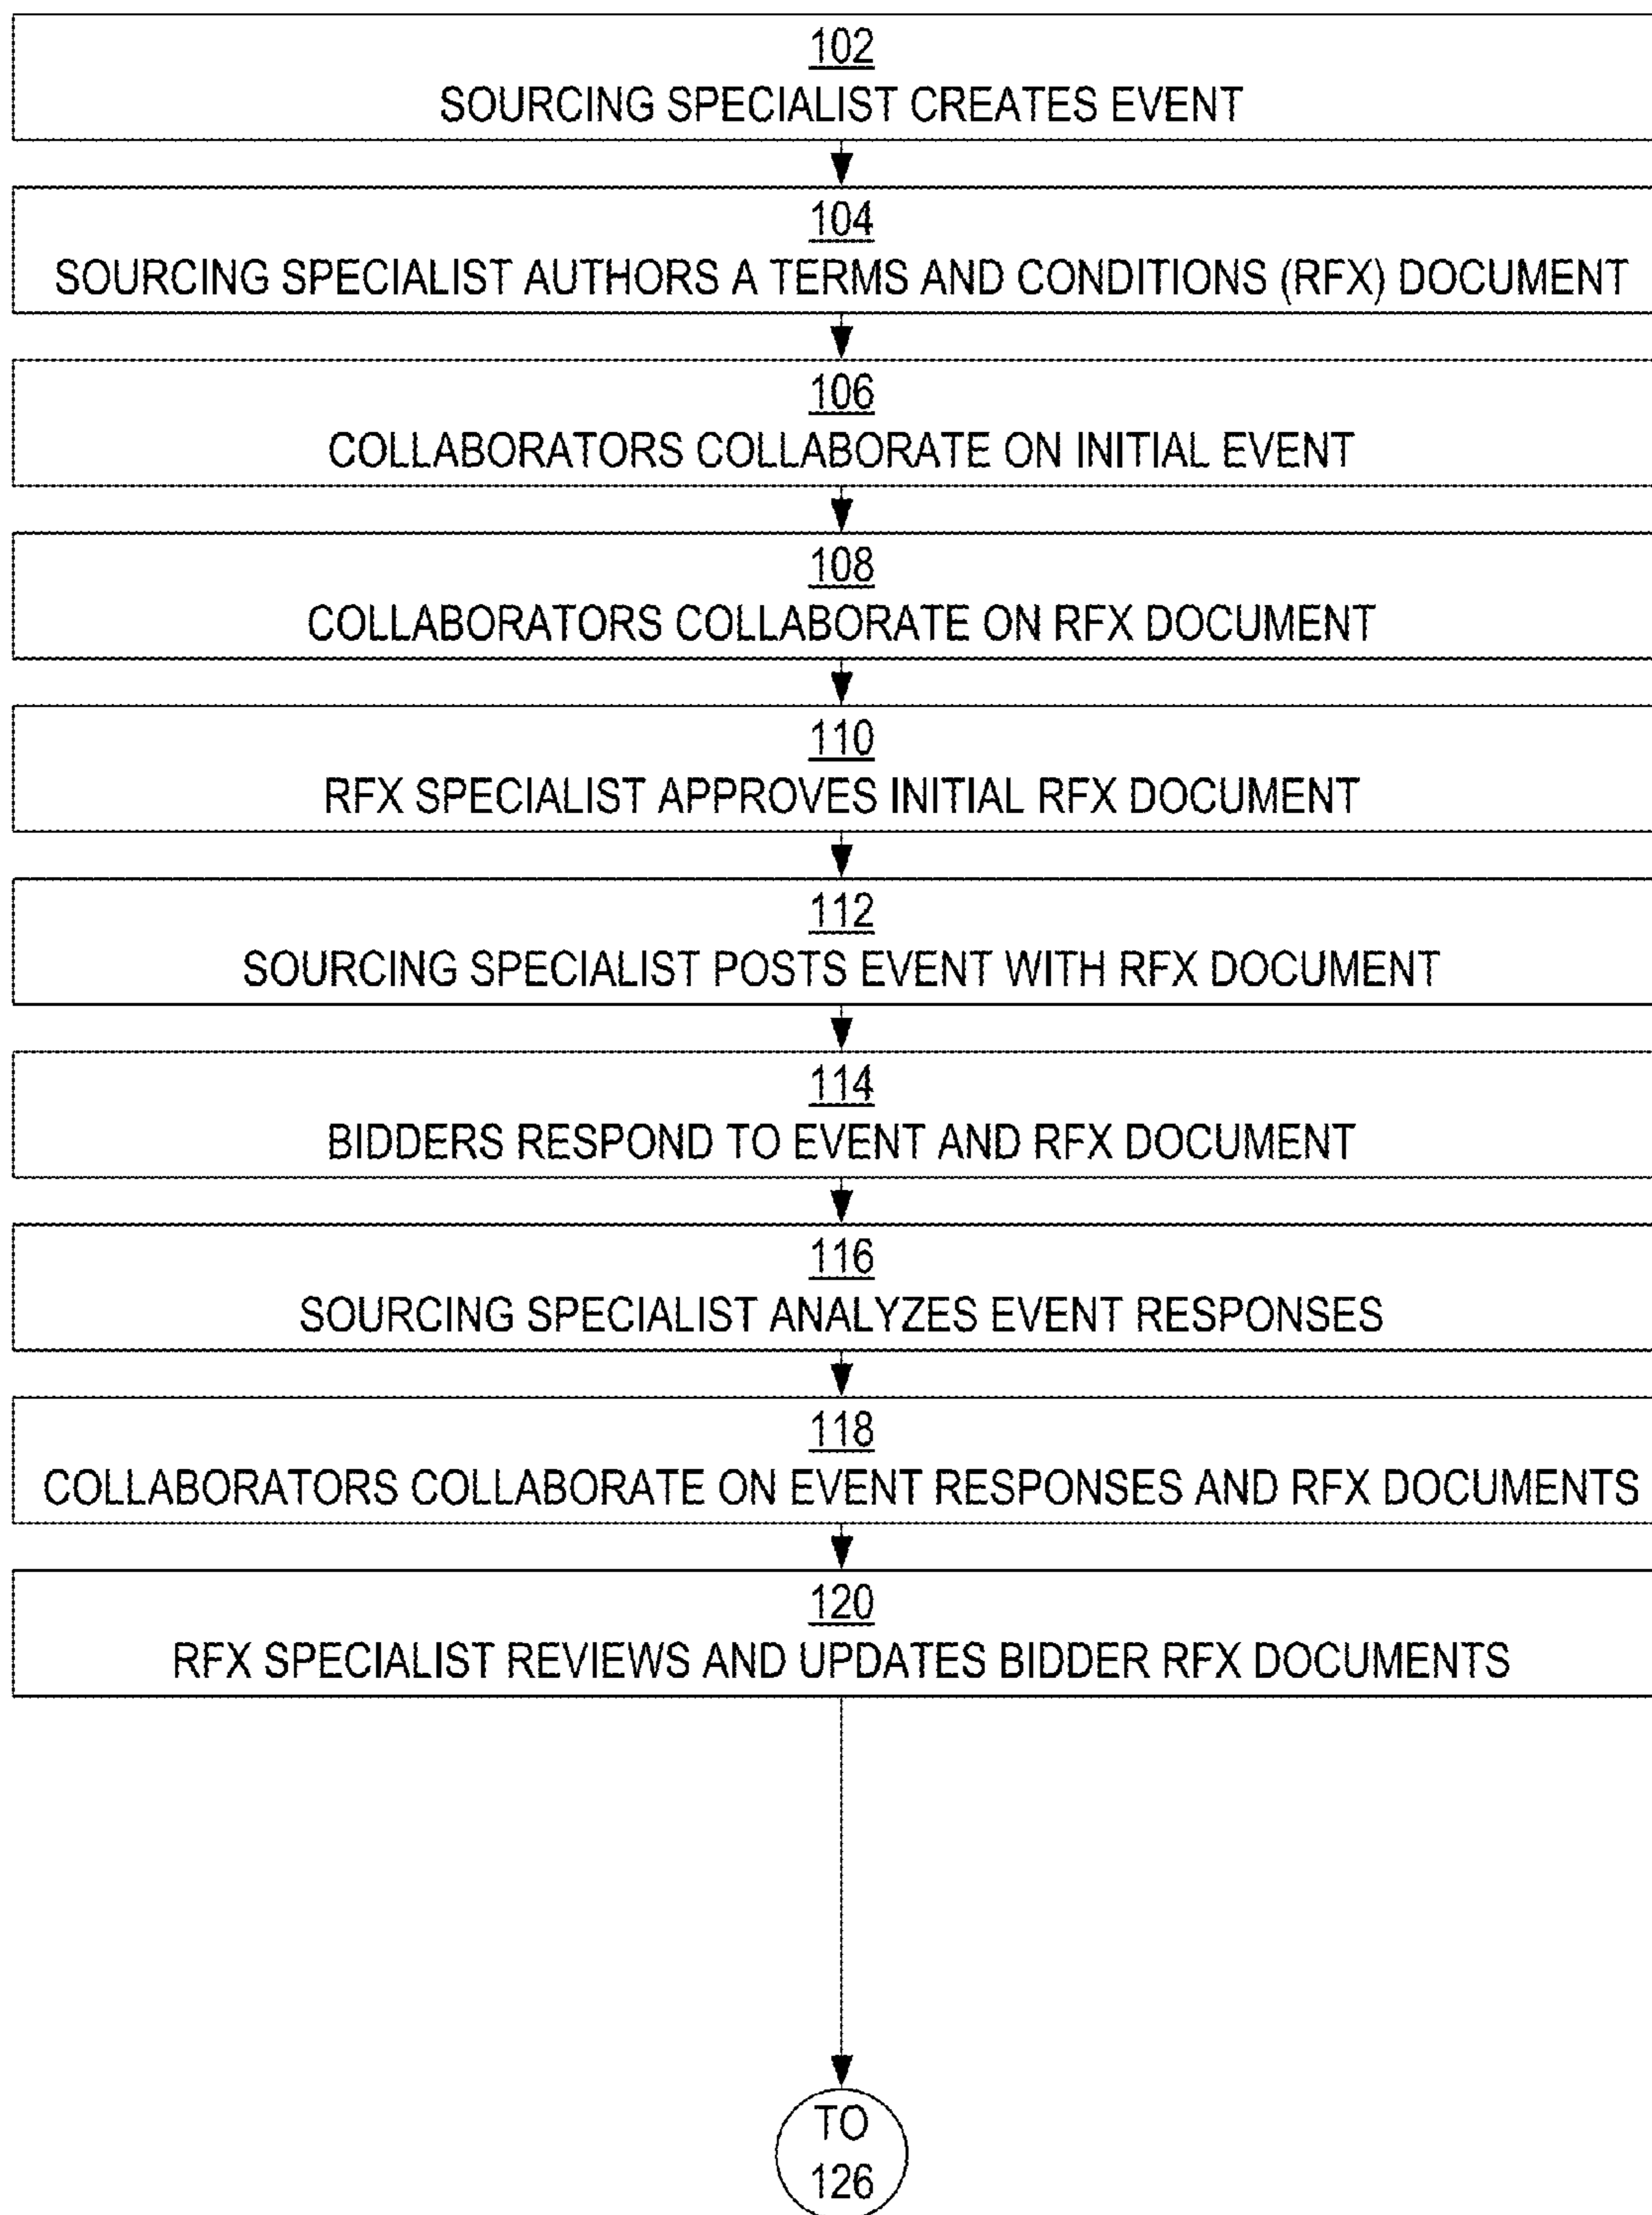 102
SOURCING SPECIALIST CREATES EVENT
104
SOURCING SPECIALIST AUTHORS A TERMS AND CONDITIONS (RFX) DOCUMENT
106
COLLABORATORS COLLABORATE ON INITIAL EVENT
108
COLLABORATORS COLLABORATE ON RFX DOCUMENT
110
RFX SPECIALIST APPROVES INITIAL RFX DOCUMENT
112
SOURCING SPECIALIST POSTS EVENT WITH RFX DOCUMENT
114
BIDDERS RESPOND TO EVENT AND RFX DOCUMENT
116
SOURCING SPECIALIST ANALYZES EVENT RESPONSES
118
COLLABORATORS COLLABORATE ON EVENT RESPONSES AND RFX DOCUMENTS
120
RFX SPECIALIST REVIEWS AND UPDATES BIDDER RFX DOCUMENTS
TO
126